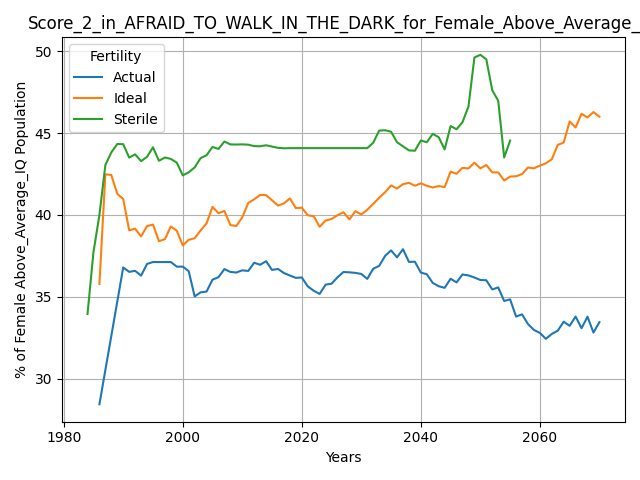 Score_2_in_AFRAID_TO_WALK_IN_THE_DARK_for_Female_Above_Average_
Fertility
Actual
Ideal
Sterile
% of Female Above_Average_IQ Population
50
45
40
35
30
1980
2000
2020
2040
2060
Years